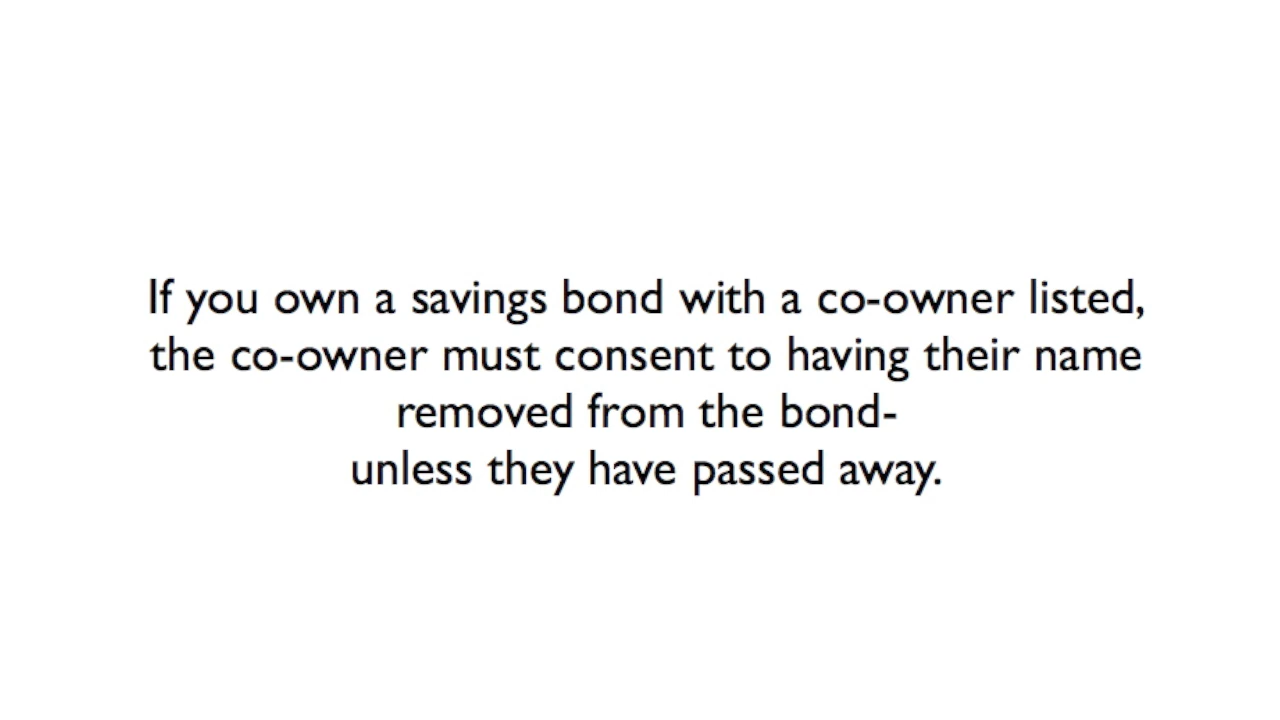 If you own a savings bond with a co-owner listed,
the co-owner must consent to having their name
removed from the bond-
unless they have passed away.